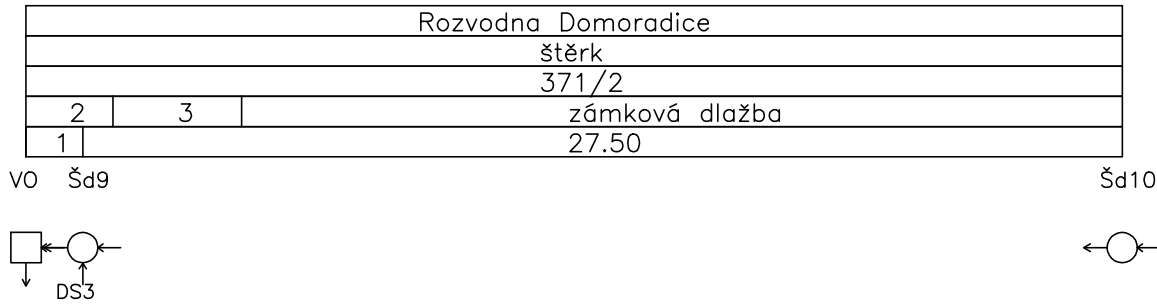 Rozvodna Domoradice
štěrk
371/2
2 3 zámková dlažba
1 27.50
VO Šd9 Šd10
DS3